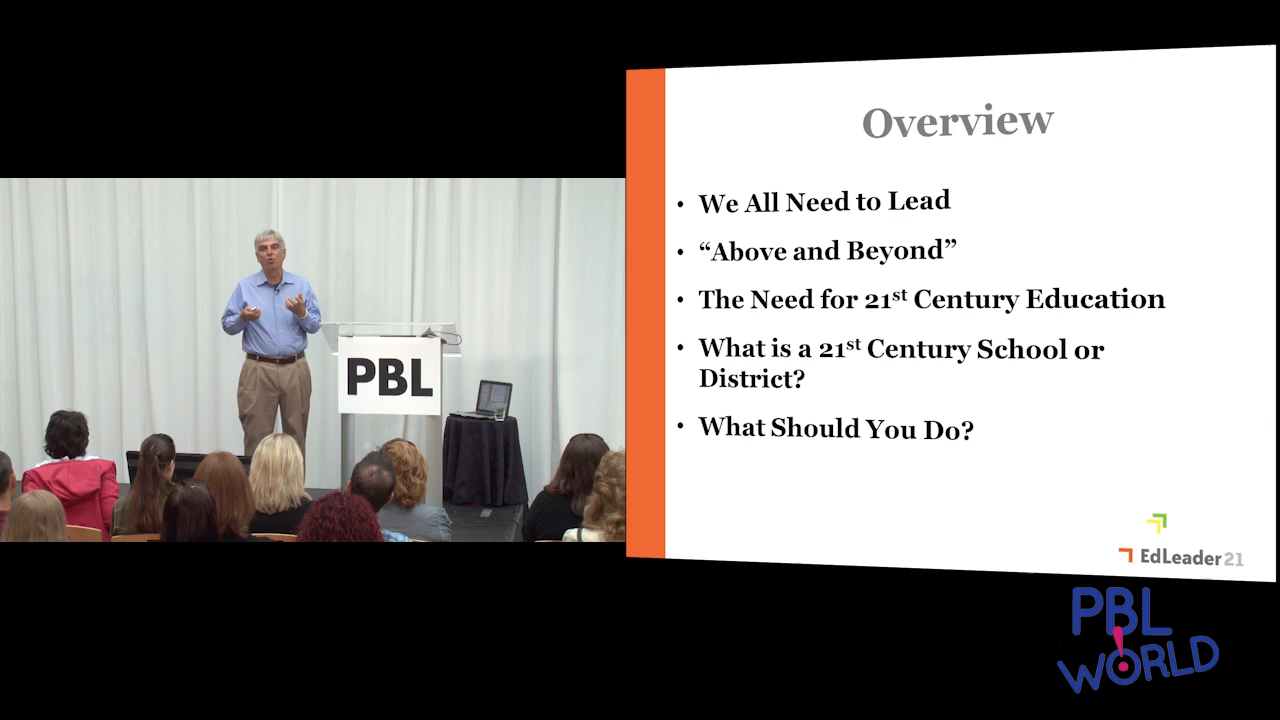 PBL
Overview
• We All Need to Lead
• “Above and Beyond”
• The Need for 21st Century Education
• What is a 21st Century School or
District?
• What Should You Do?
EdLeader21
PBL
WORLD